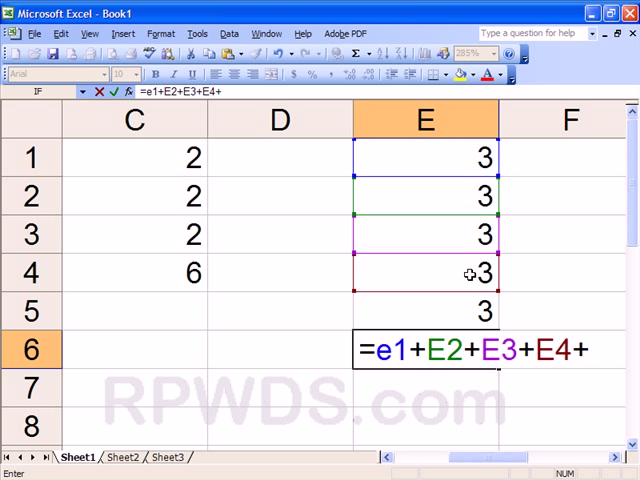 Microsoft Excel - Book1
File Edit View Insert Format Tools Data Window Help Adobe PDF
Type a question for help
285%
Arial 10 B I U $ % ,
IF =e1+E2+E3+E4+
C D E F
1 2 3
2 2 3
3 2 3
4 6 3
5 3
6 =e1+E2+E3+E4+
7
8
RPWDS.com
Sheet1 Sheet2 Sheet3
Enter NUM